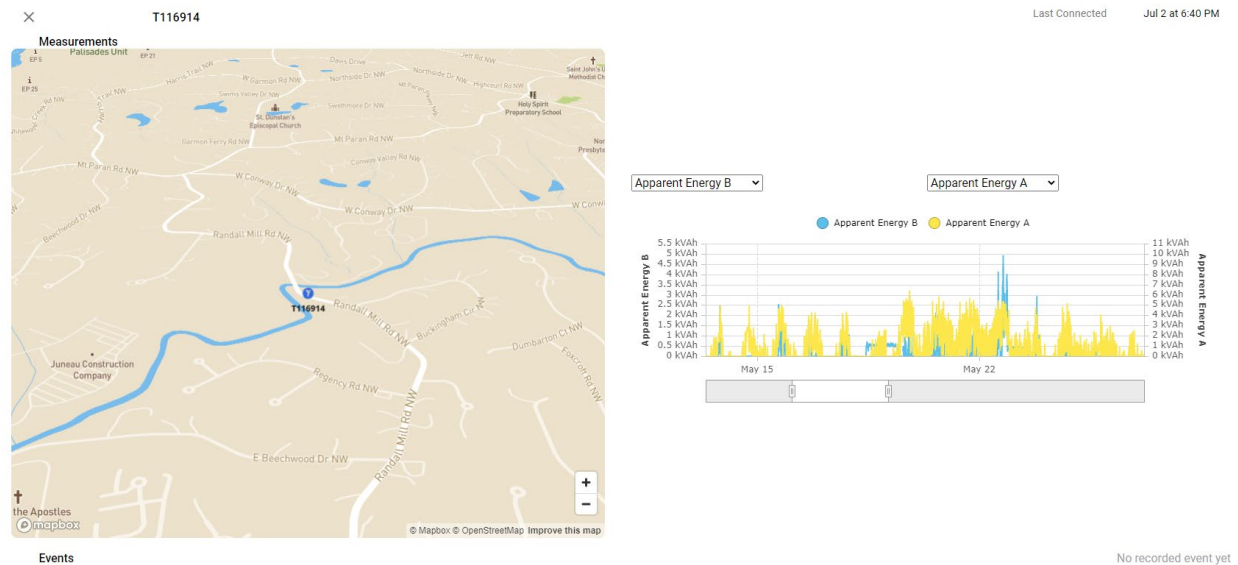 T116914
Last Connected Jul 2 at 6:40 PM
Measurements
Palisades Unit
EP 5
EP 21
EP 25
Davis Drive
Jett Rd NW
Harris Trail NW
W Garmon Rd NW
Northside Dr NW
Northside Dr NW
Highcourt Rd NW
Swims Valley Dr NW
Swathmore Dr NW
Mt Paran Pkwy NW
Saint John's U
Methodist Ch
Holy Spirit
Preparatory School
St. Dunstan's
Episcopal Church
Garmon Ferry Rd NW
Mt Paran Rd NW
Nor
Presbyte
Mt Paran Rd NW
Conway Valley Rd NW
W Conway Dr NW
W Conway Dr NW
W Conw
Beechwood Dr NW
Randall Mill Rd NW
T
T116914
Randall Mill Rd NW
Buckingham Cir NW
Dumbarton Ct NW
Foxcroft Rd NW
Juneau Construction
Company
Regency Rd NW
Randall Mill Rd NW
E Beechwood Dr NW
the Apostles
mapbox
+
−
© Mapbox © OpenStreetMap Improve this map
Apparent Energy B
Apparent Energy A
Apparent Energy B Apparent Energy A
5.5 kVAh
5 kVAh
4.5 kVAh
4 kVAh
3.5 kVAh
3 kVAh
2.5 kVAh
2 kVAh
1.5 kVAh
1 kVAh
0.5 kVAh
0 kVAh
Apparent Energy B
11 kVAh
10 kVAh
9 kVAh
8 kVAh
7 kVAh
6 kVAh
5 kVAh
4 kVAh
3 kVAh
2 kVAh
1 kVAh
0 kVAh
Apparent Energy A
May 15
May 22
Events
No recorded event yet